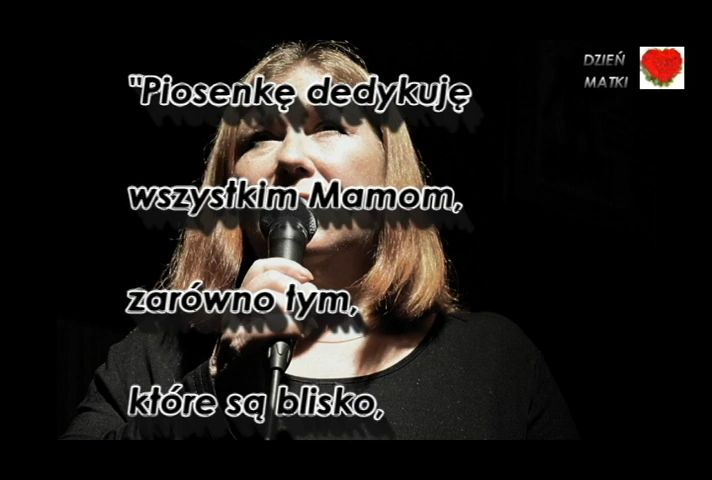 DZIEŃ
MATKI
"Piosenkę dedykuję
wszystkim Mamom,
zarówno tym,
które są blisko,